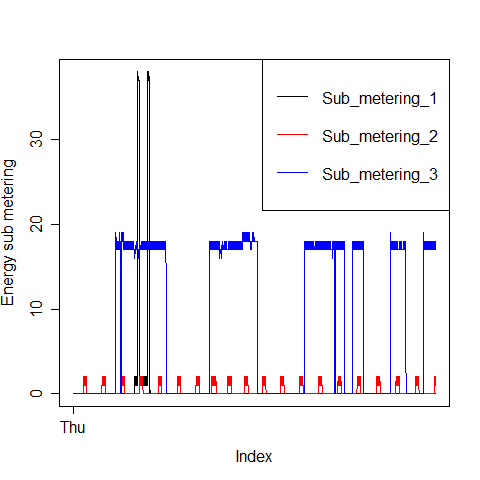 Sub_metering_1
Sub_metering_2
Sub_metering_3
Energy sub metering
30
20
10
0
Thu
Index